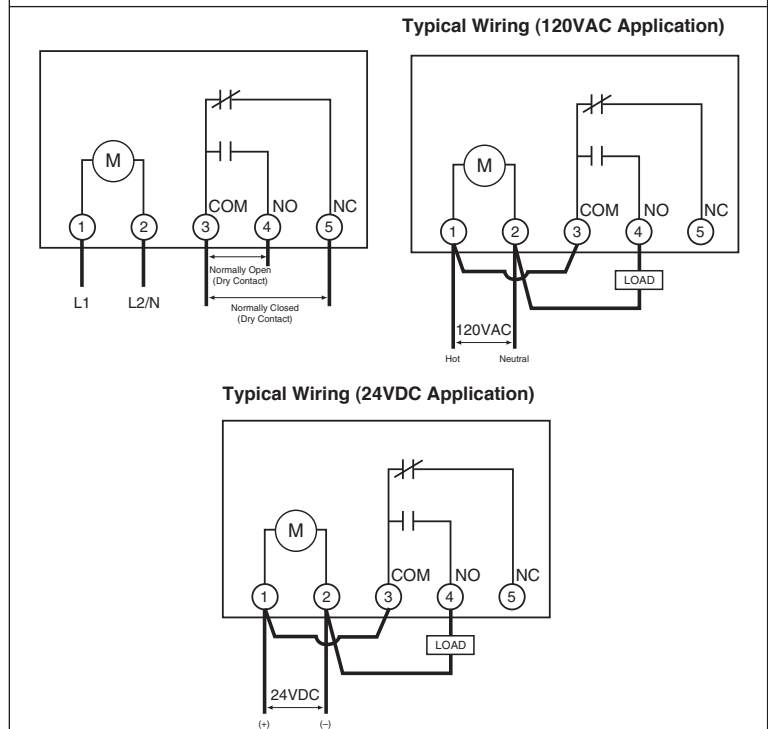 Typical Wiring (120VAC Application)
M
COM NO NC
1 2 3 4 5
Normally Open
(Dry Contact)
Normally Closed
(Dry Contact)
L1 L2/N
M
COM NO NC
1 2 3 4 5
LOAD
120VAC
Hot Neutral
Typical Wiring (24VDC Application)
M
COM NO NC
1 2 3 4 5
LOAD
24VDC
(+) (–)